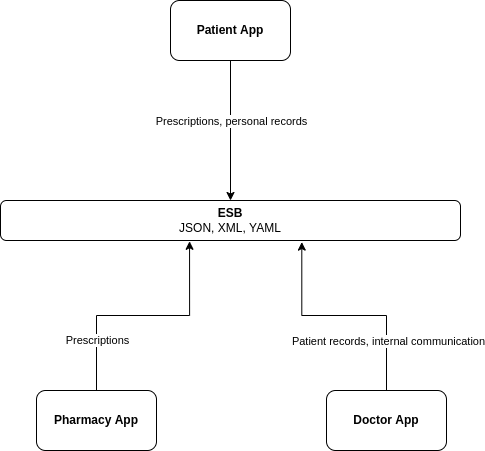 Patient App
Prescriptions, personal records
ESB
JSON, XML, YAML
Prescriptions
Patient records, internal communication
Pharmacy App
Doctor App